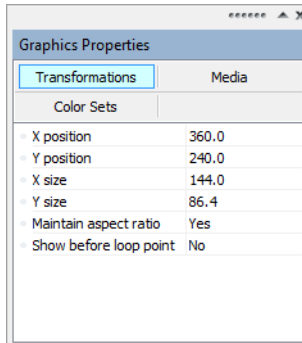 Graphics Properties
Transformations Media
Color Sets
X position 360.0
Y position 240.0
X size 144.0
Y size 86.4
Maintain aspect ratio Yes
Show before loop point No